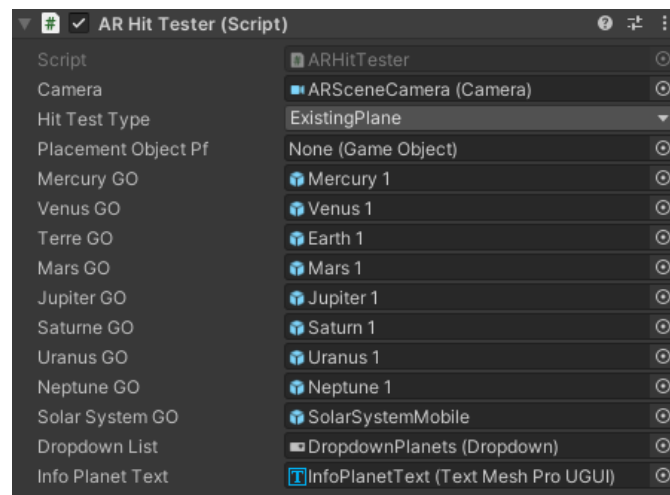 AR Hit Tester (Script)
Script ARHitTester
Camera ARSceneCamera (Camera)
Hit Test Type ExistingPlane
Placement Object Pf None (Game Object)
Mercury GO Mercury 1
Venus GO Venus 1
Terre GO Earth 1
Mars GO Mars 1
Jupiter GO Jupiter 1
Saturne GO Saturn 1
Uranus GO Uranus 1
Neptune GO Neptune 1
Solar System GO SolarSystemMobile
Dropdown List DropdownPlanets (Dropdown)
Info Planet Text InfoPlanetText (Text Mesh Pro UGUI)